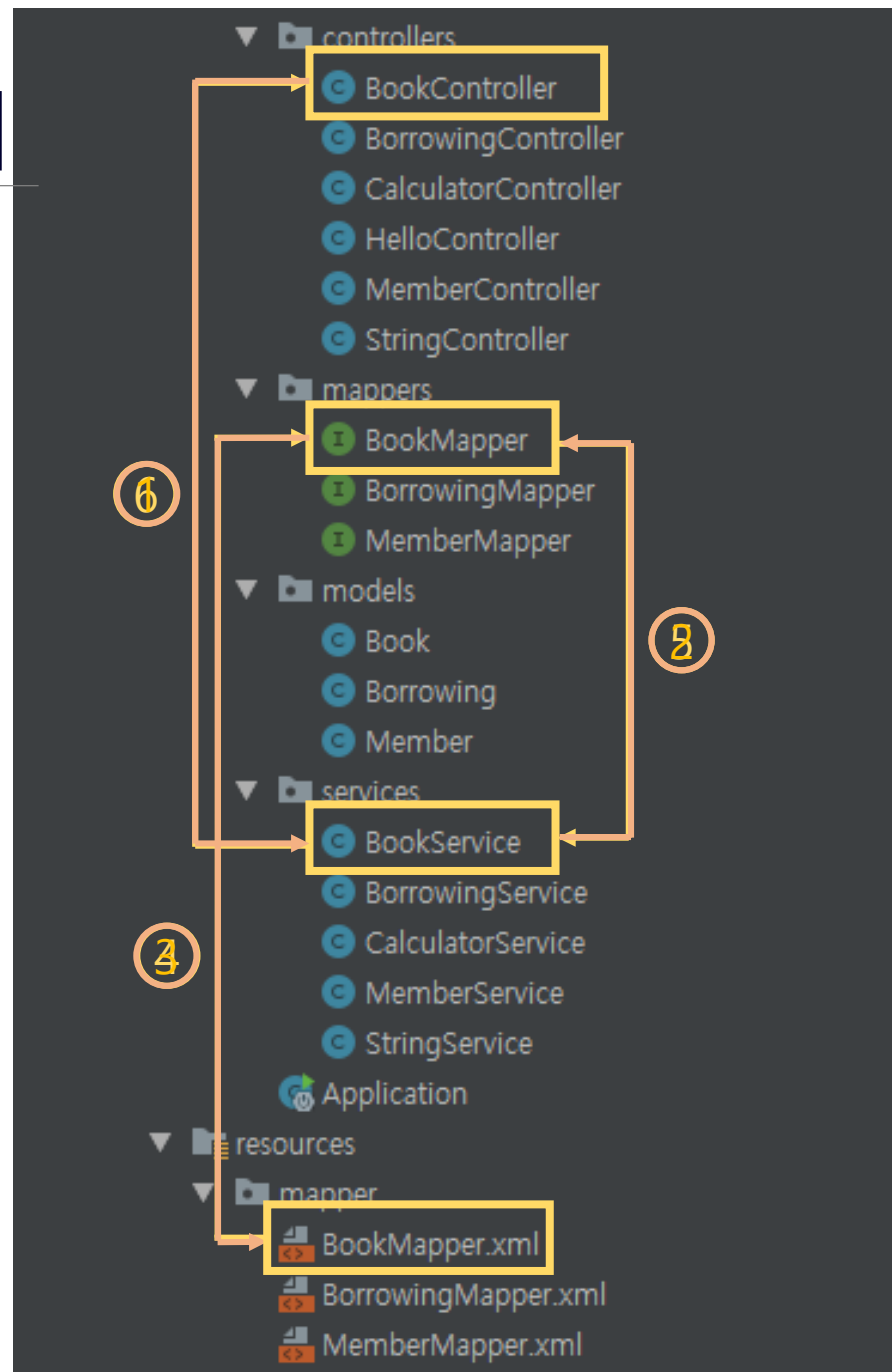 controllers
BookController
BorrowingController
CalculatorController
HelloController
MemberController
StringController
mappers
BookMapper
BorrowingMapper
MemberMapper
models
Book
Borrowing
Member
services
BookService
BorrowingService
CalculatorService
MemberService
StringService
Application
resources
mapper
BookMapper.xml
BorrowingMapper.xml
MemberMapper.xml